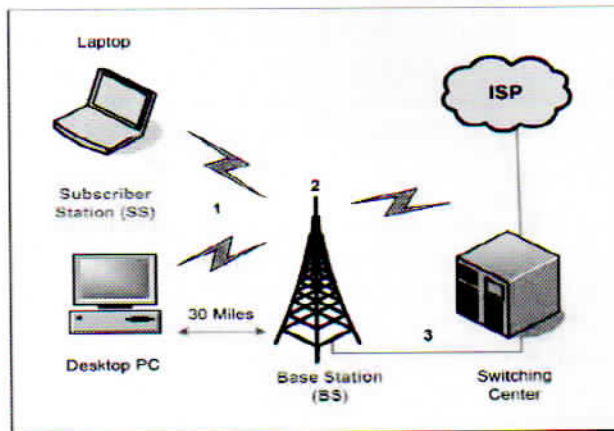 Laptop
ISP
Subscriber
Station (SS)
1
2
30 Miles
3
Desktop PC
Base Station
(BS)
Switching
Center